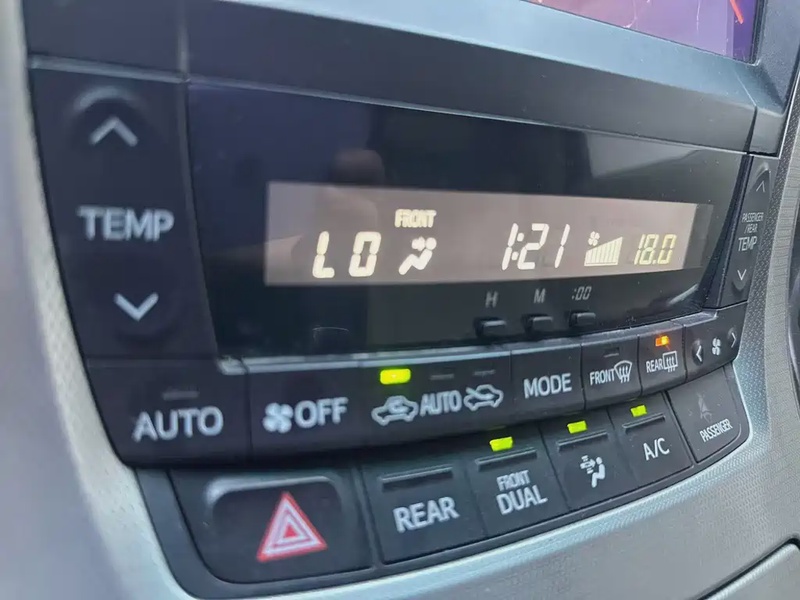 TEMP
FRONT
LO 1:21 18.0
PASSENGER
/REAR
TEMP
H M :00
AUTO
OFF
AUTO
MODE
FRONT
REAR
REAR
FRONT
DUAL
A/C
PASSENGER